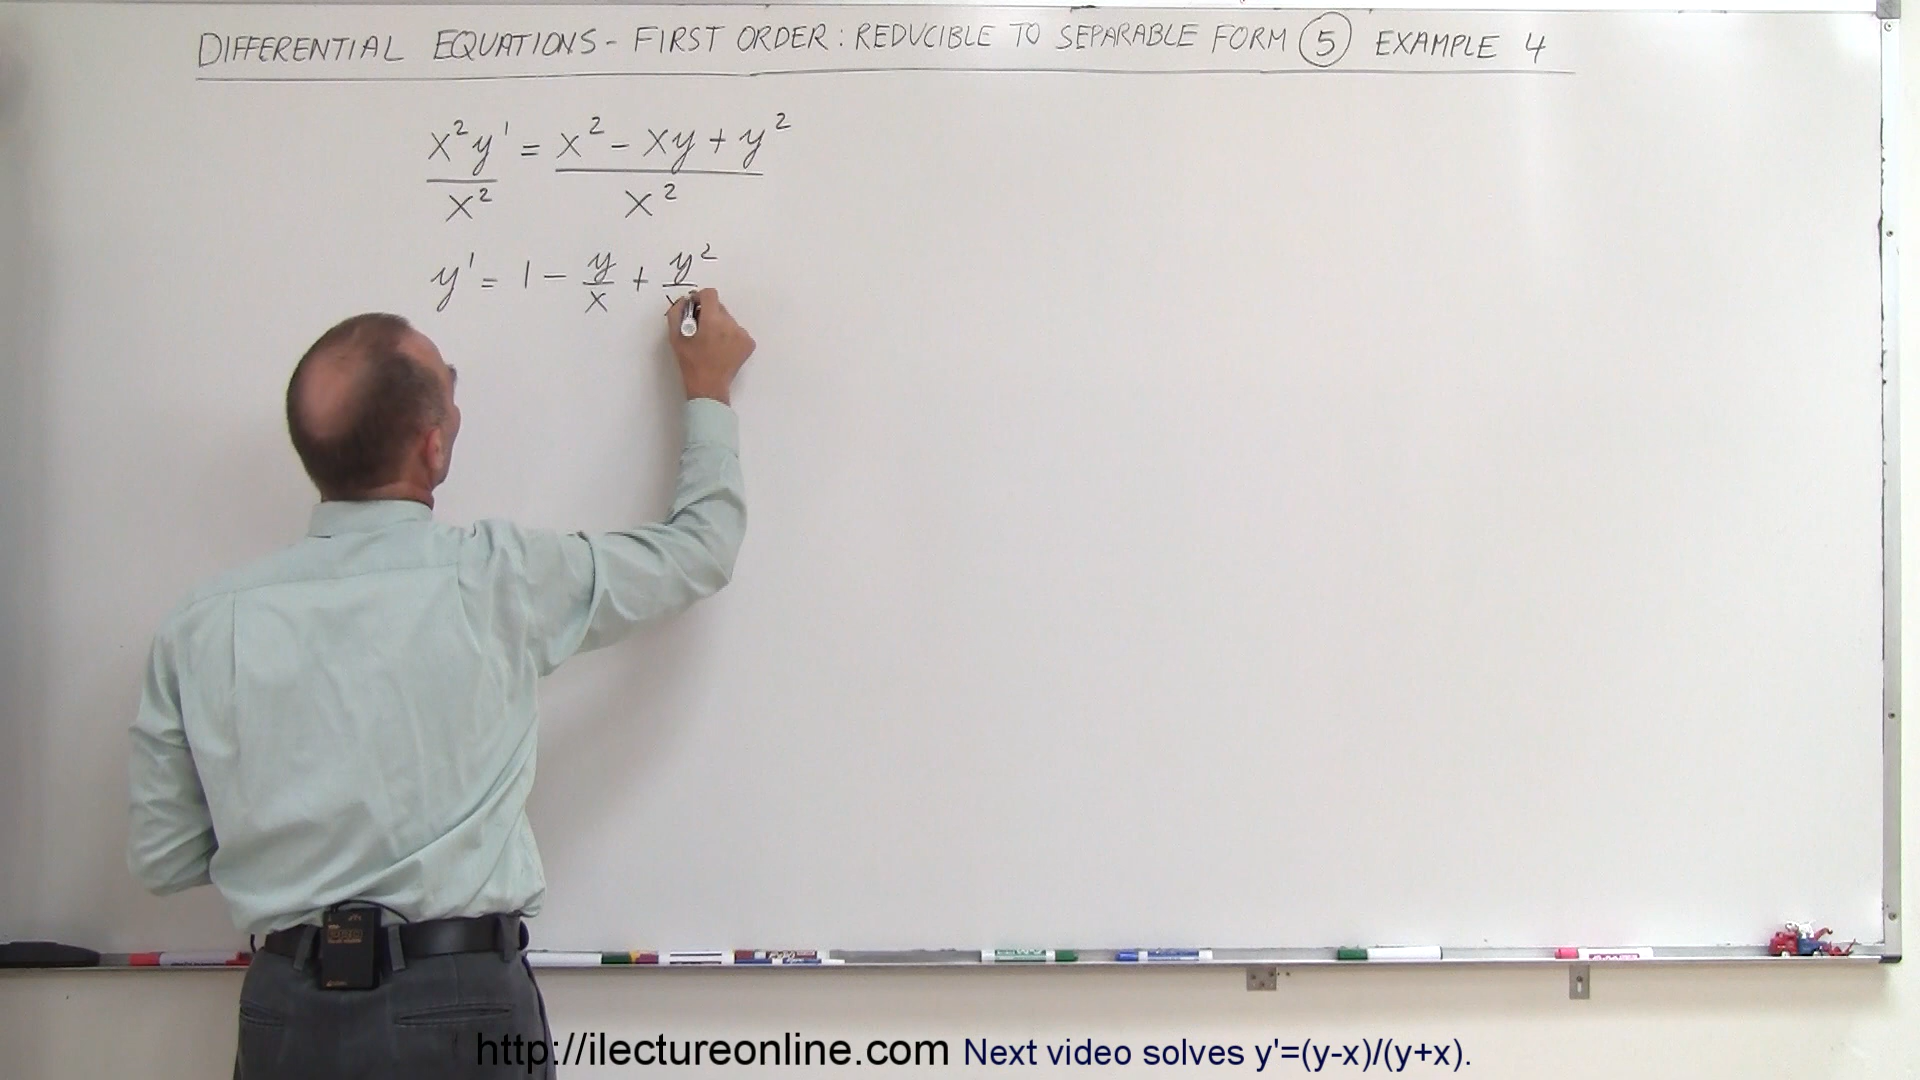 DIFFERENTIAL EQUATIONS - FIRST ORDER: REDUCIBLE TO SEPARABLE FORM 5 EXAMPLE 4
x²y' / x² = x² - xy + y² / x²
y' = 1 - y/x + y²/x
http://ilectureonline.com Next video solves y'=(y-x)/(y+x).